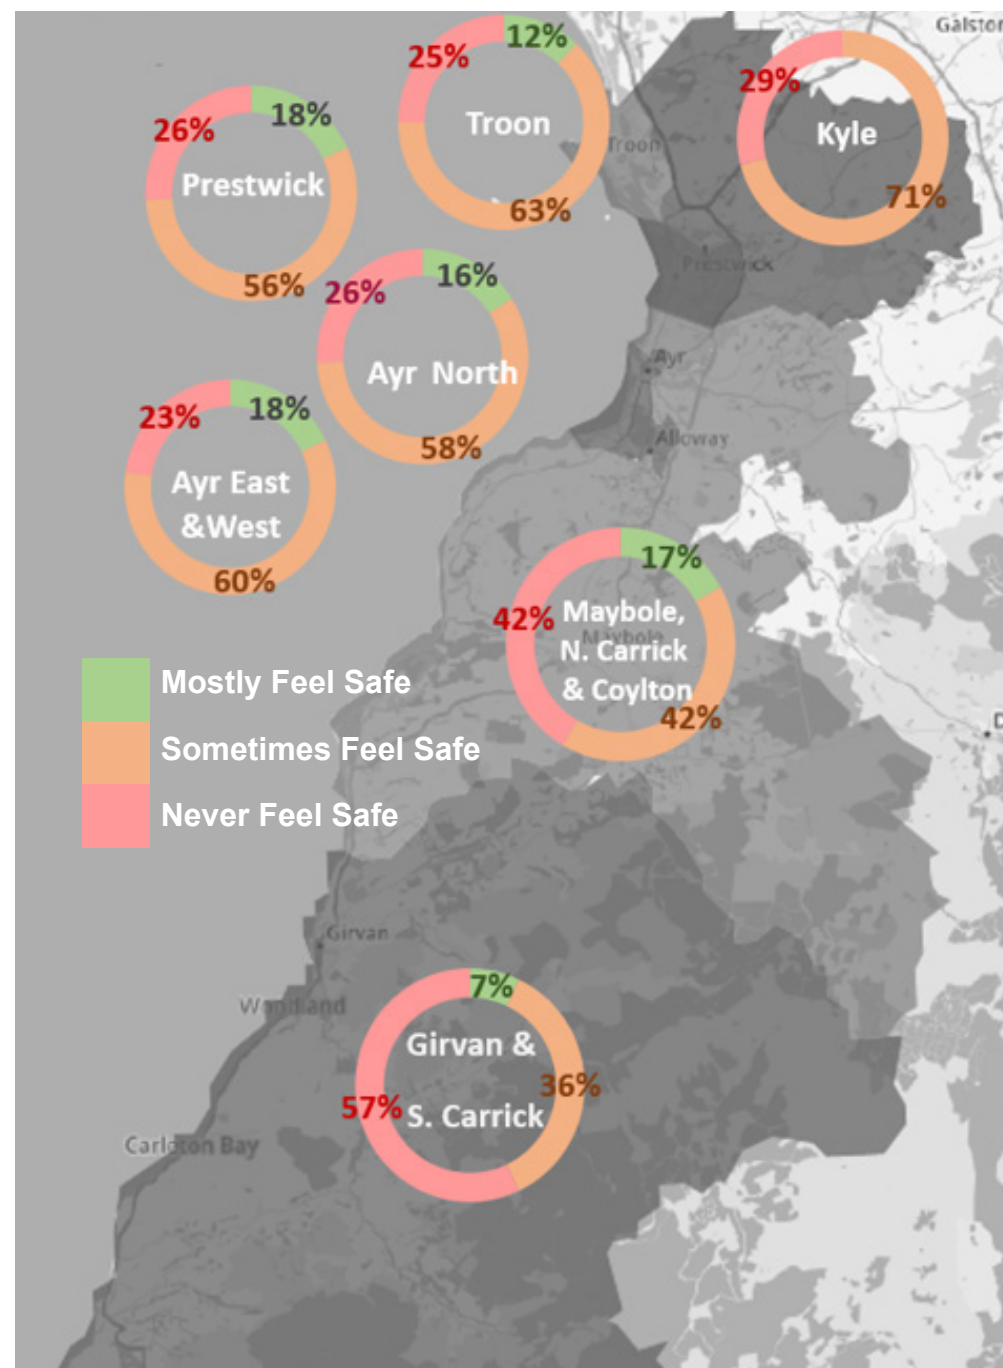 Galston
12%
25%
Troon
63%
29%
Kyle
71%
18%
26%
Prestwick
56%
Troon
Prestwick
16%
26%
Ayr North
58%
Ayr
Alloway
18%
23%
Ayr East
&West
60%
17%
42%
Maybole,
Maybole
N. Carrick
& Coylton
42%
Mostly Feel Safe
Sometimes Feel Safe
Never Feel Safe
D
Girvan
Woodland
7%
Girvan &
36%
57%
S. Carrick
Carleton Bay